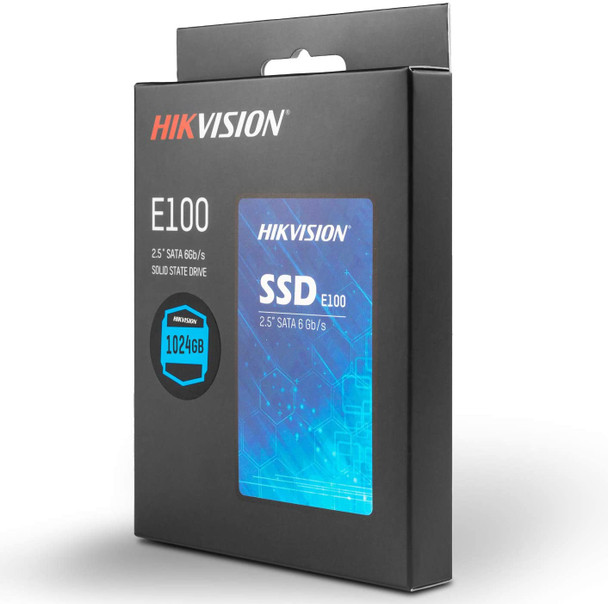 HIKVISION®
E100
2.5" SATA 6Gb/s
SOLID STATE DRIVE
HIKVISION
1024GB
HIKVISION®
SSD E100
2.5" SATA 6 Gb/s